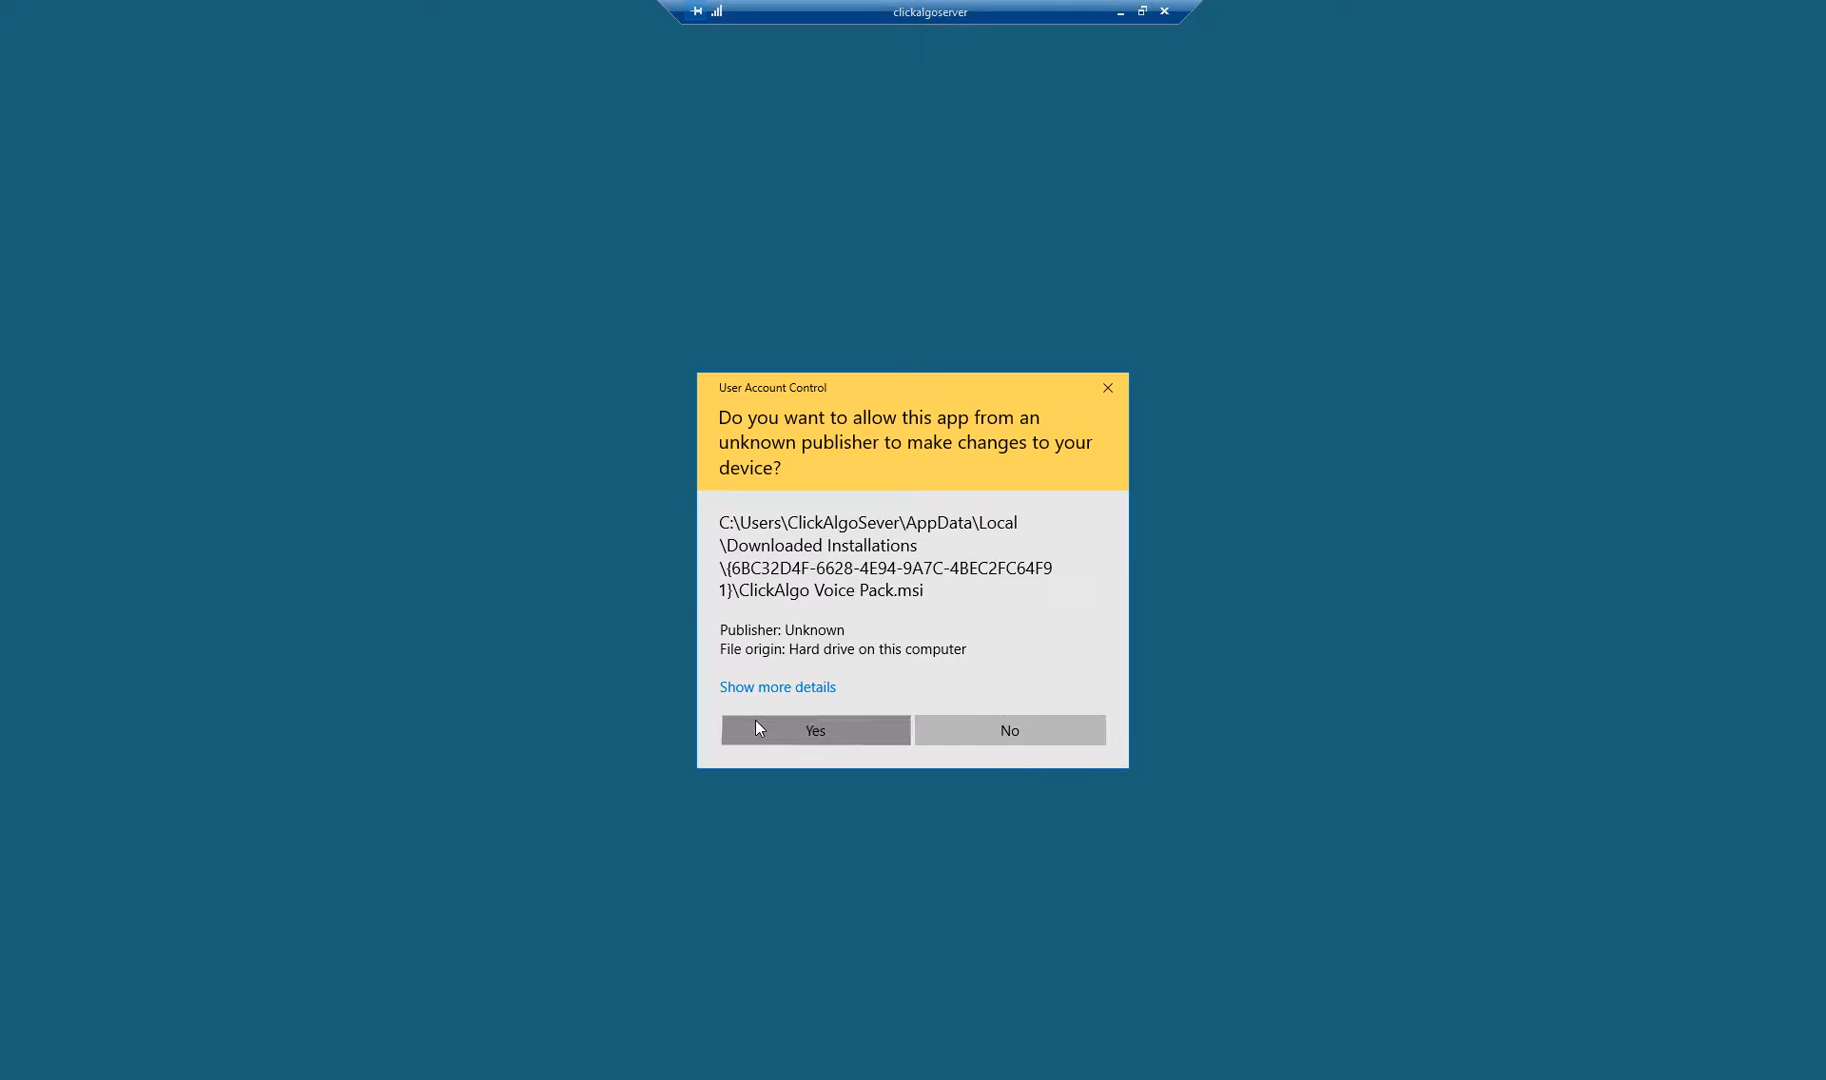 clickalgoserver
User Account Control
Do you want to allow this app from an
unknown publisher to make changes to your
device?
C:\Users\ClickAlgoSever\AppData\Local
\Downloaded Installations
\{6BC32D4F-6628-4E94-9A7C-4BEC2FC64F9
1}\ClickAlgo Voice Pack.msi
Publisher: Unknown
File origin: Hard drive on this computer
Show more details
Yes
No